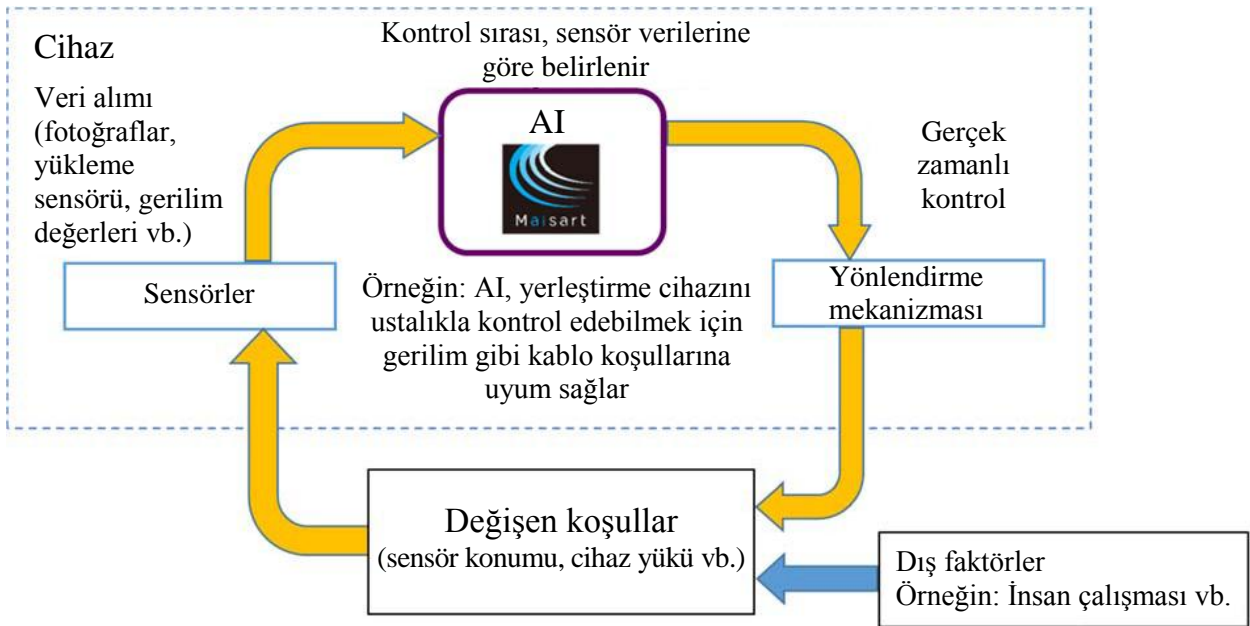 Cihaz
Veri alımı
(fotoğraflar,
yükleme
sensörü, gerilim
değerleri vb.)
Kontrol sırası, sensör verilerine
göre belirlenir
AI
Maisart
Gerçek
zamanlı
kontrol
Sensörler
Örneğin: AI, yerleştirme cihazını
ustalıkla kontrol edebilmek için
gerilim gibi kablo koşullarına
uyum sağlar
Yönlendirme
mekanizması
Değişen koşullar
(sensör konumu, cihaz yükü vb.)
Dış faktörler
Örneğin: İnsan çalışması vb.